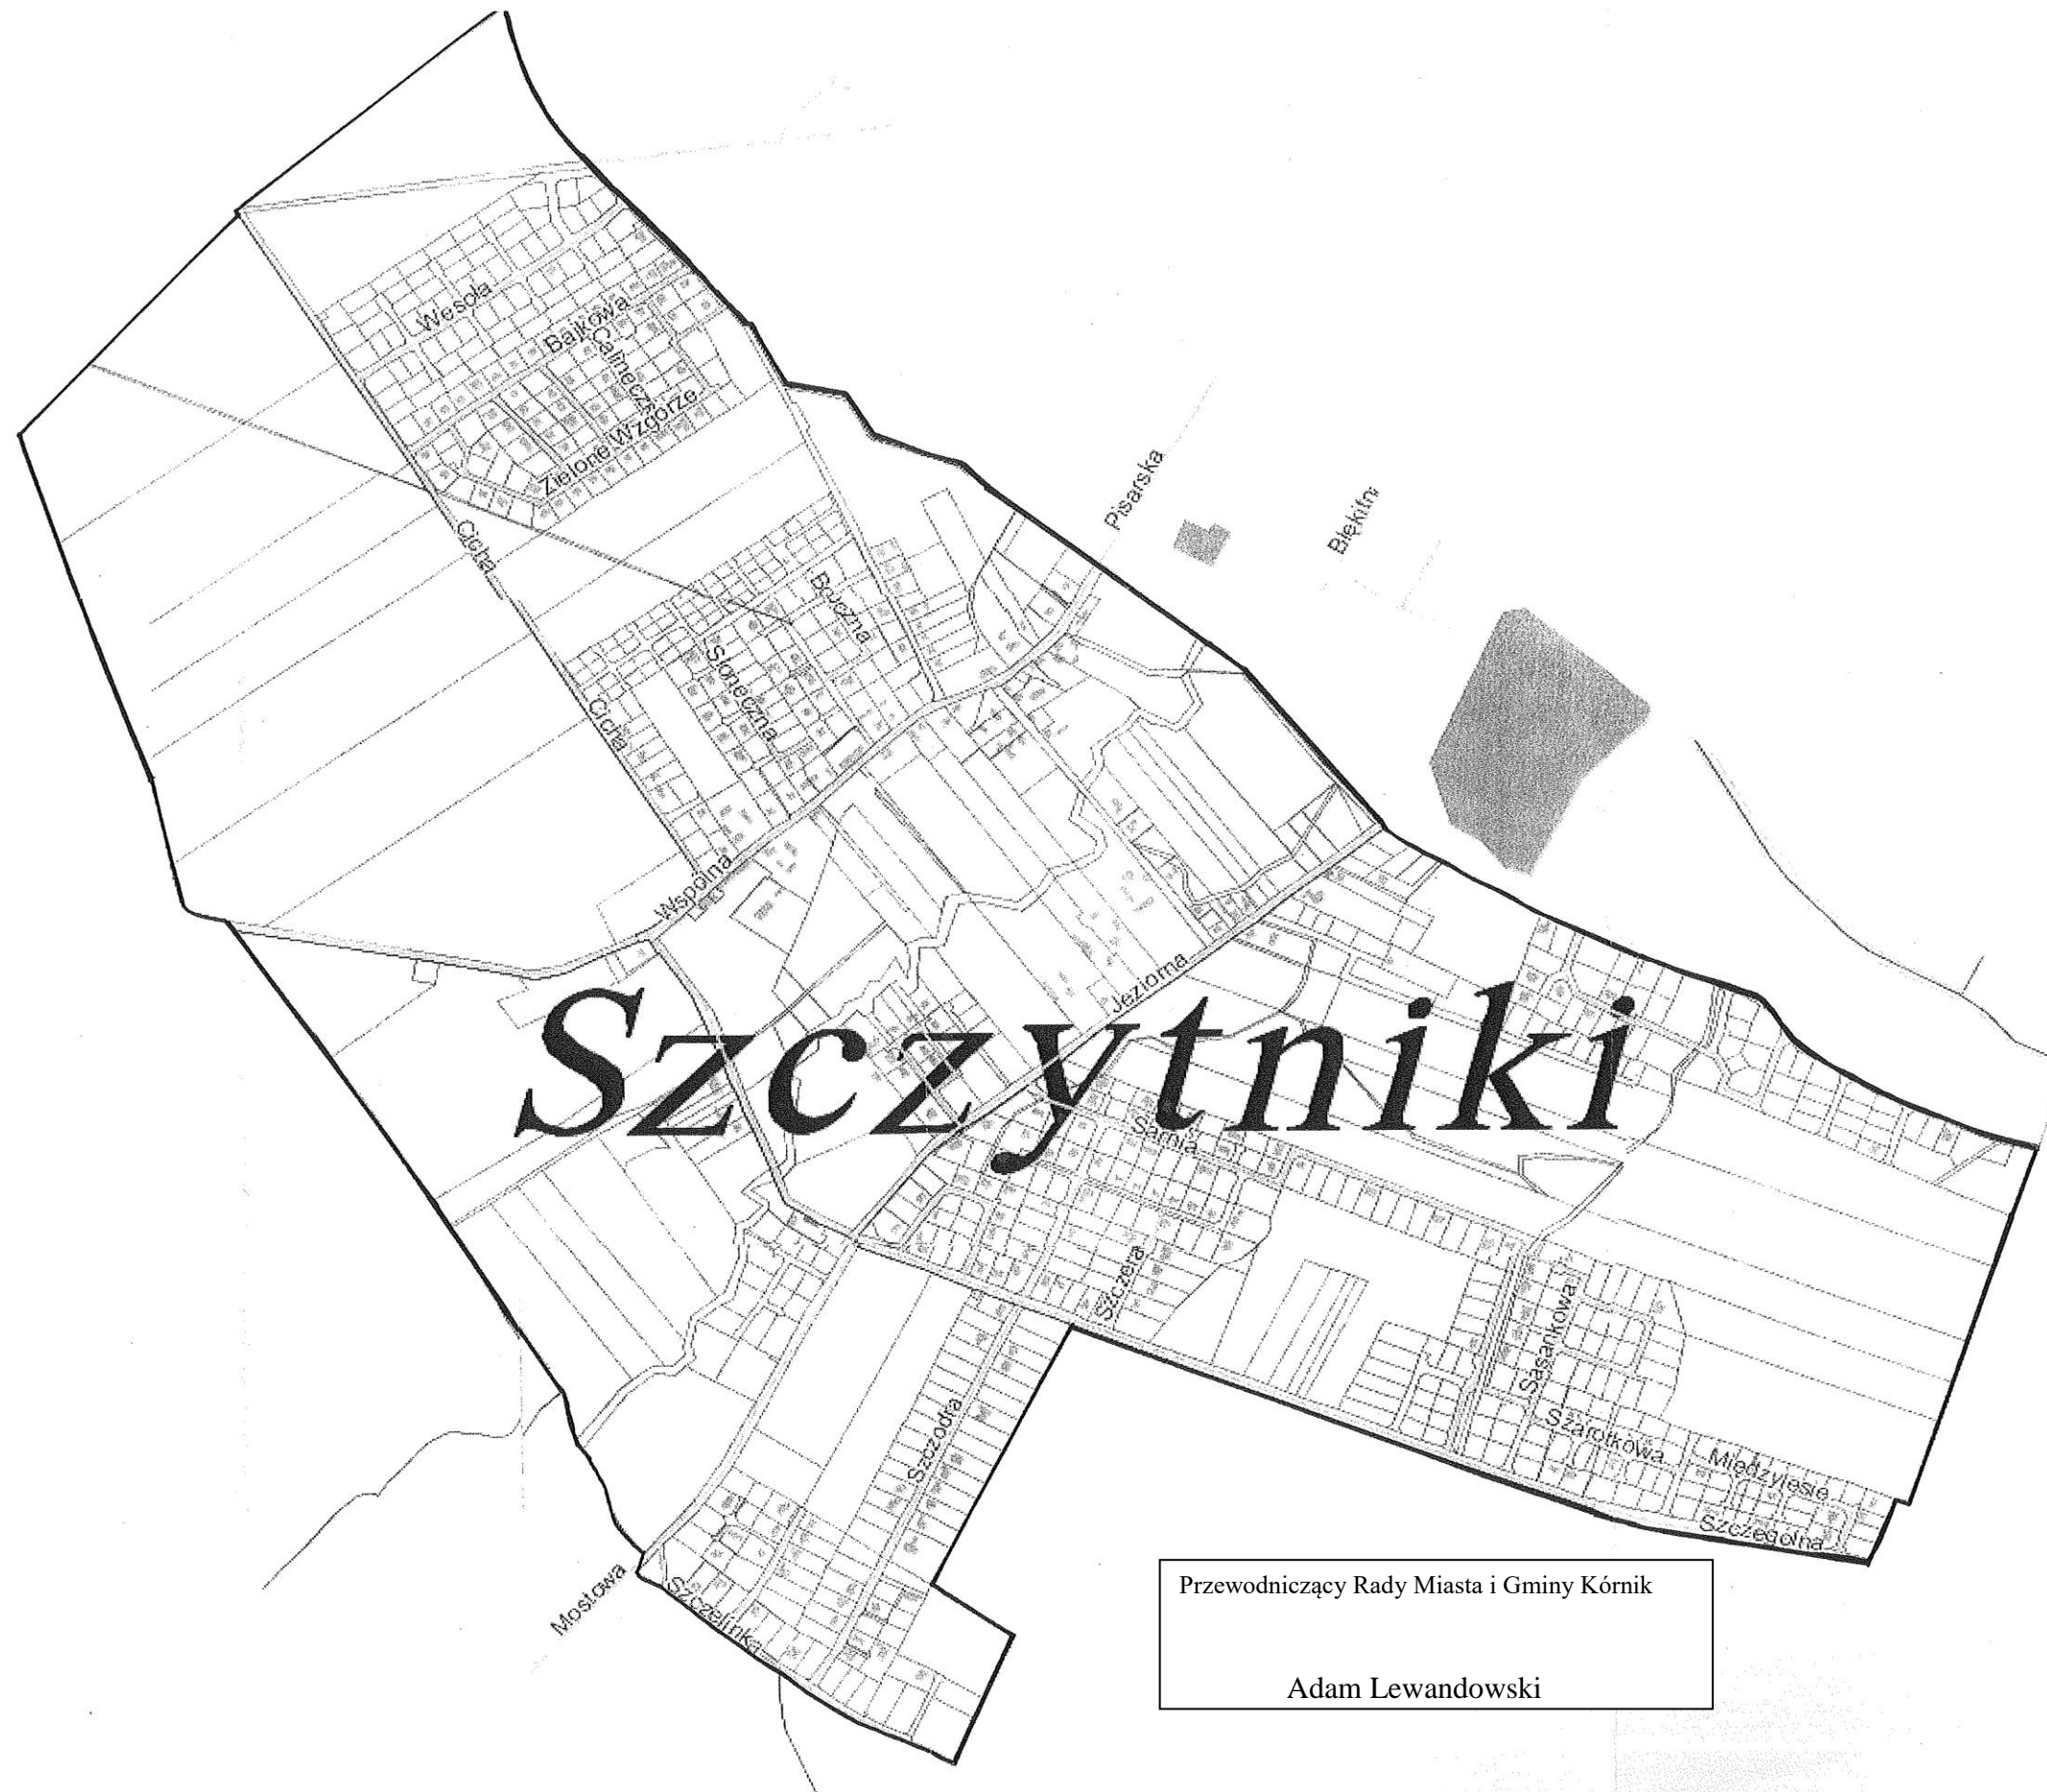 Wesoła
Bajkowa
Zielone Wzgórze
Cicha
Pisarska
Boczna
Słoneczna
Cicha
Wspólna
Jeziorna
Szczytniki
Sarnia
Szczera
Sasankowa
Szczodra
Szarotkowa
Międzylesie
Szczególna
Mostowa
Szczelinka
Przewodniczący Rady Miasta i Gminy Kórnik
Adam Lewandowski